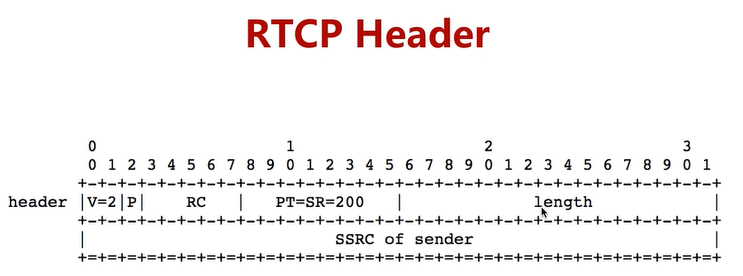 RTCP Header
0 1 2 3
0 1 2 3 4 5 6 7 8 9 0 1 2 3 4 5 6 7 8 9 0 1 2 3 4 5 6 7 8 9 0 1
+-+-+-+-+-+-+-+-+-+-+-+-+-+-+-+-+-+-+-+-+-+-+-+-+-+-+-+-+-+-+-+-+
header |V=2|P| RC | PT=SR=200 | length |
+-+-+-+-+-+-+-+-+-+-+-+-+-+-+-+-+-+-+-+-+-+-+-+-+-+-+-+-+-+-+-+-+
| SSRC of sender |
+=+=+=+=+=+=+=+=+=+=+=+=+=+=+=+=+=+=+=+=+=+=+=+=+=+=+=+=+=+=+=+=+